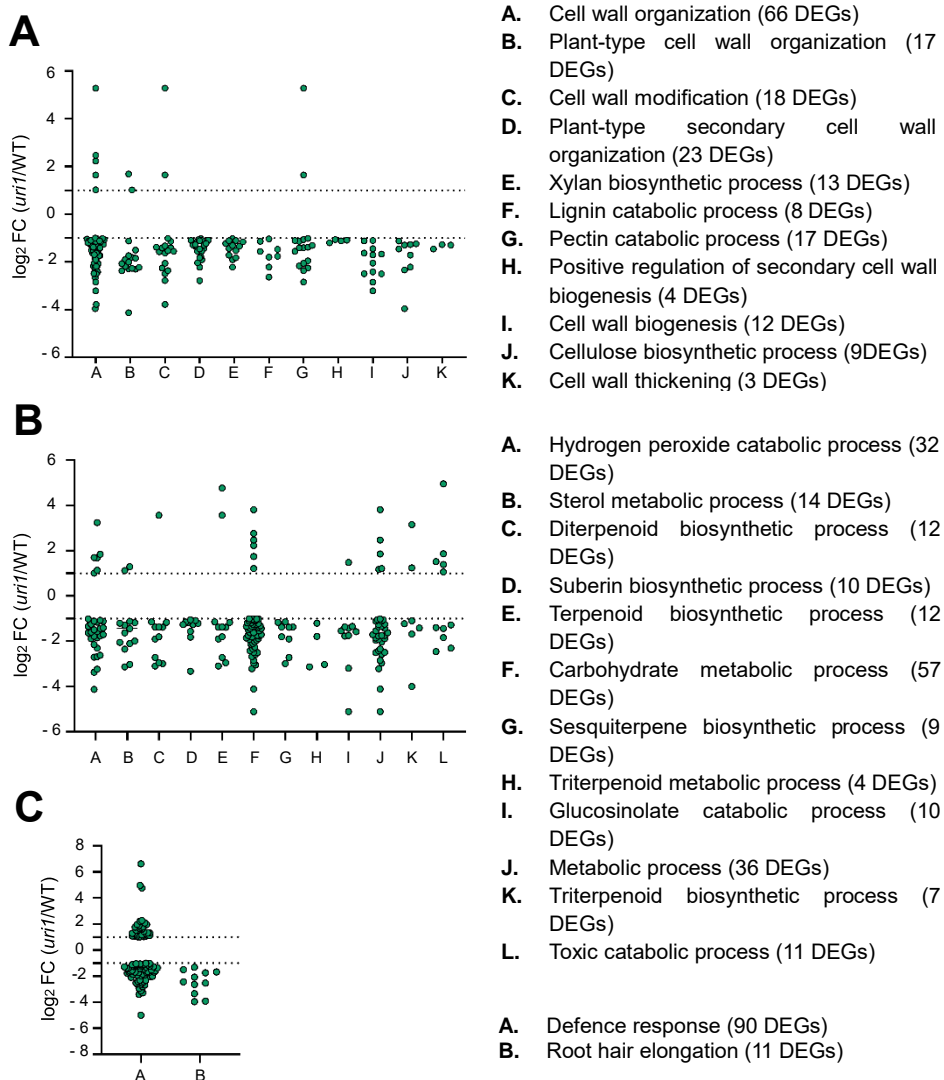 A
log2 FC (uri1/WT)
6
4
2
0
-2
-4
-6
A B C D E F G H I J K
A. Cell wall organization (66 DEGs)
B. Plant-type cell wall organization (17
DEGs)
C. Cell wall modification (18 DEGs)
D. Plant-type secondary cell wall
organization (23 DEGs)
E. Xylan biosynthetic process (13 DEGs)
F. Lignin catabolic process (8 DEGs)
G. Pectin catabolic process (17 DEGs)
H. Positive regulation of secondary cell wall
biogenesis (4 DEGs)
I. Cell wall biogenesis (12 DEGs)
J. Cellulose biosynthetic process (9DEGs)
K. Cell wall thickening (3 DEGs)
B
log2 FC (uri1/WT)
6
4
2
0
-2
-4
-6
A B C D E F G H I J K L
A. Hydrogen peroxide catabolic process (32
DEGs)
B. Sterol metabolic process (14 DEGs)
C. Diterpenoid biosynthetic process (12
DEGs)
D. Suberin biosynthetic process (10 DEGs)
E. Terpenoid biosynthetic process (12
DEGs)
F. Carbohydrate metabolic process (57
DEGs)
G. Sesquiterpene biosynthetic process (9
DEGs)
H. Triterpenoid metabolic process (4 DEGs)
I. Glucosinolate catabolic process (10
DEGs)
J. Metabolic process (36 DEGs)
K. Triterpenoid biosynthetic process (7
DEGs)
L. Toxic catabolic process (11 DEGs)
C
log2 FC (uri1/WT)
8
6
4
2
0
-2
-4
-6
-8
A B
A. Defence response (90 DEGs)
B. Root hair elongation (11 DEGs)